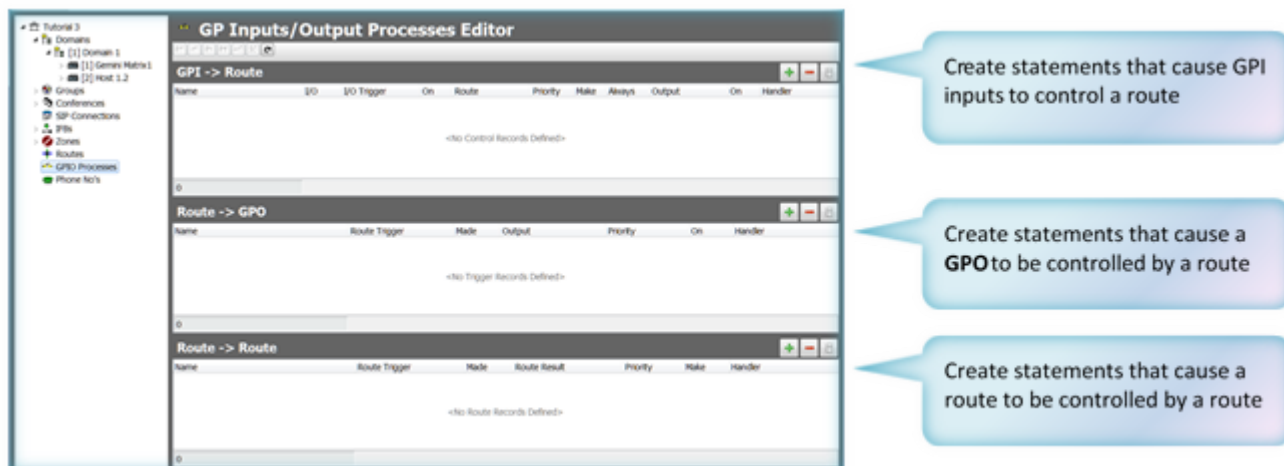 Tutorial 3
Domains
[1] Domain 1
[1] Gemini Matrix1
[2] Host 1.2
Groups
Conferences
SIP Connections
IFBs
Zones
Routes
GPIO Processes
Phone No's
GP Inputs/Output Processes Editor
GPI -> Route
Name I/O I/O Trigger On Route Priority Make Always Output On Handler
<No Control Records Defined>
0
Route -> GPO
Name Route Trigger Made Output Priority On Handler
<No Trigger Records Defined>
0
Route -> Route
Name Route Trigger Made Route Result Priority Make Handler
<No Route Records Defined>
0
Create statements that cause GPI
inputs to control a route
Create statements that cause a
GPO to be controlled by a route
Create statements that cause a
route to be controlled by a route